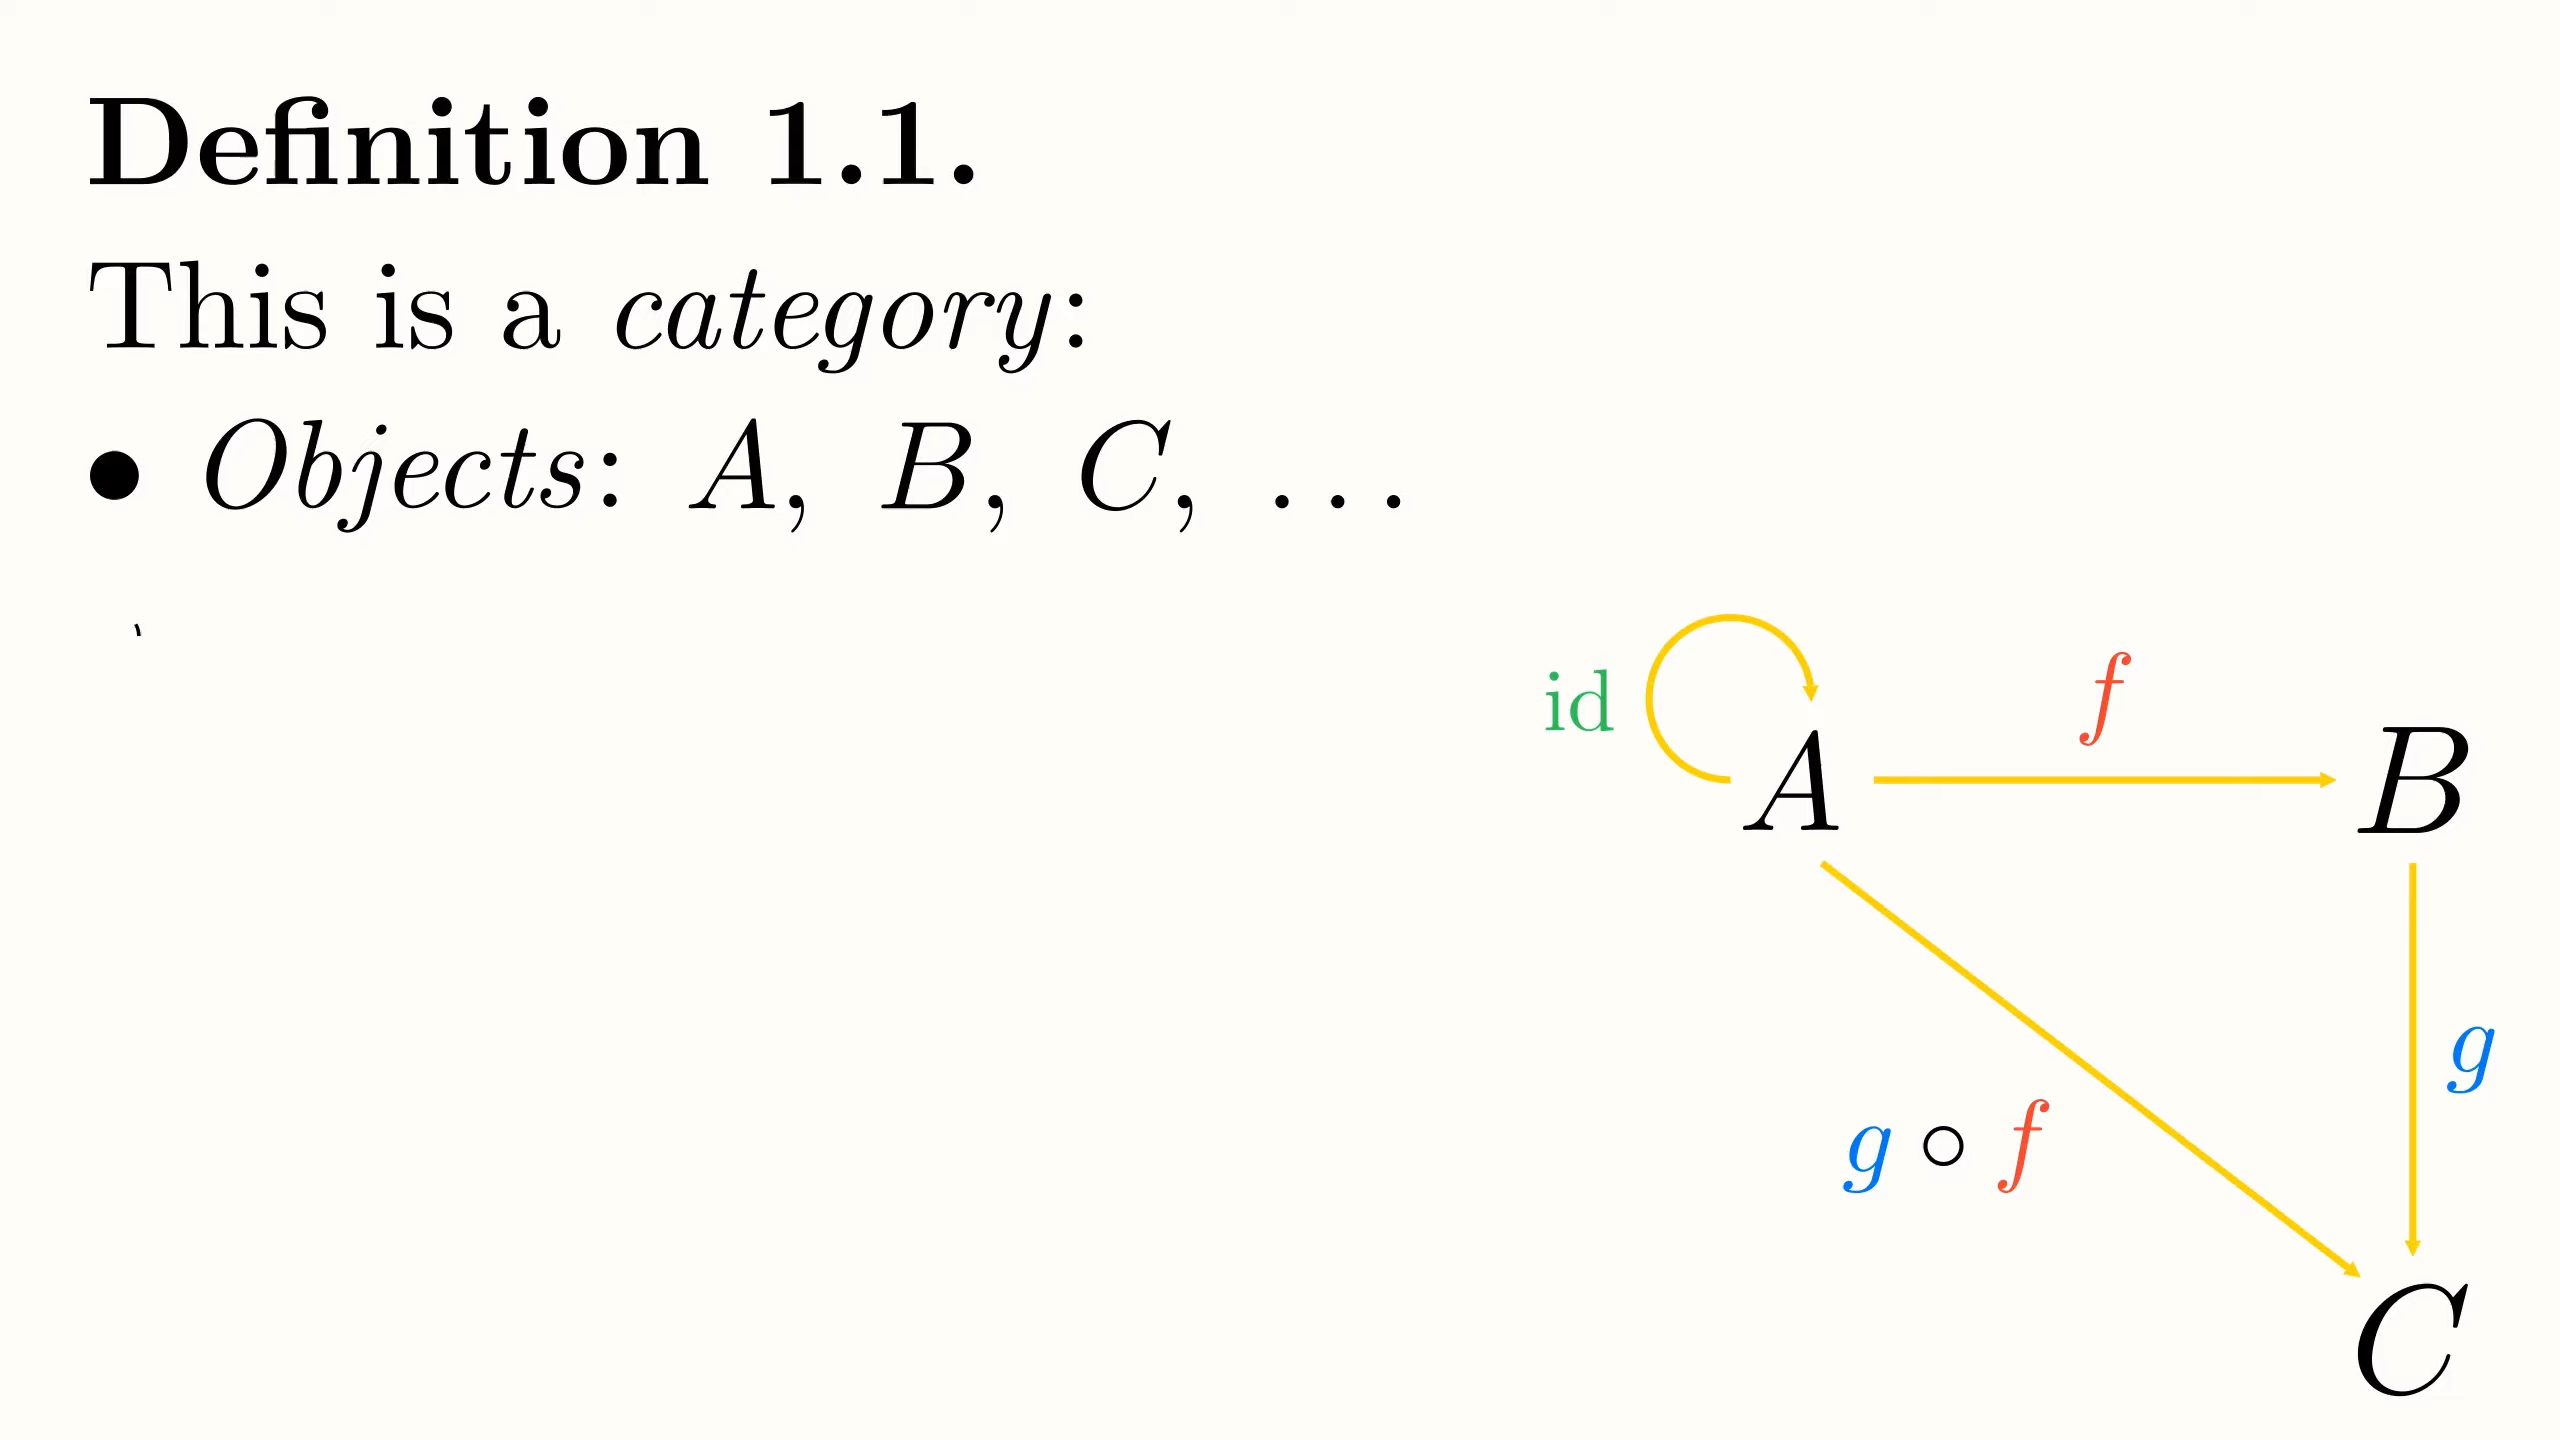 Definition 1.1.
This is a category:
• Objects: A, B, C, ...
id
f
A
B
g
g ∘ f
C